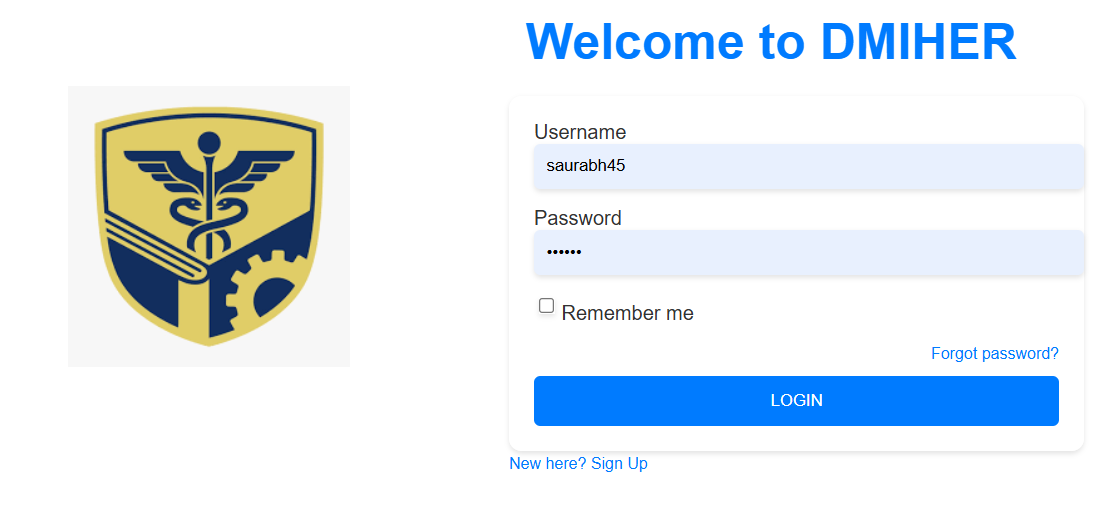 Welcome to DMIHER
Username
saurabh45
Password
••••••
Remember me
Forgot password?
LOGIN
New here? Sign Up